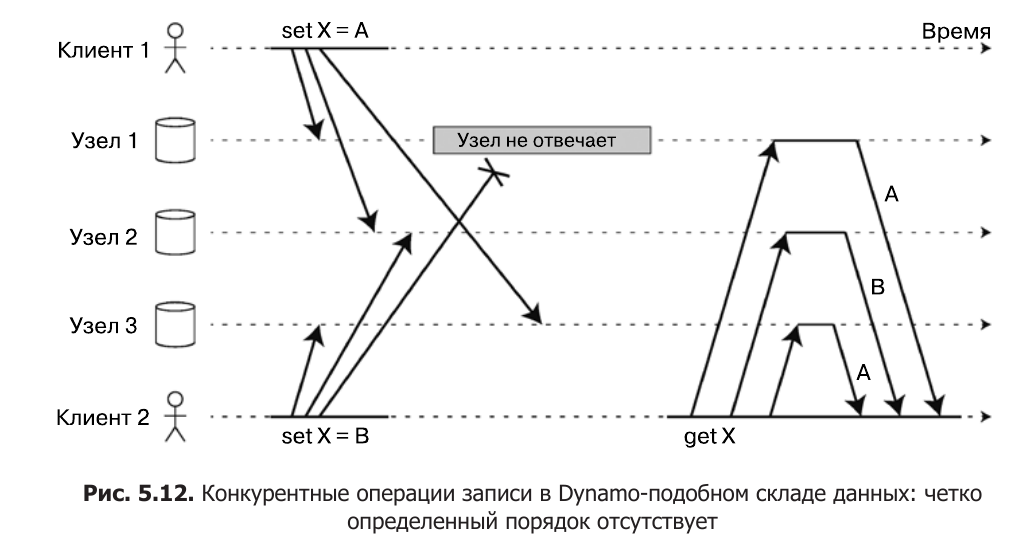 set X = A
Время
Клиент 1
Узел 1
Узел не отвечает
A
Узел 2
B
Узел 3
A
Клиент 2
set X = B
get X
Рис. 5.12. Конкурентные операции записи в Dynamo-подобном складе данных: четко
определенный порядок отсутствует